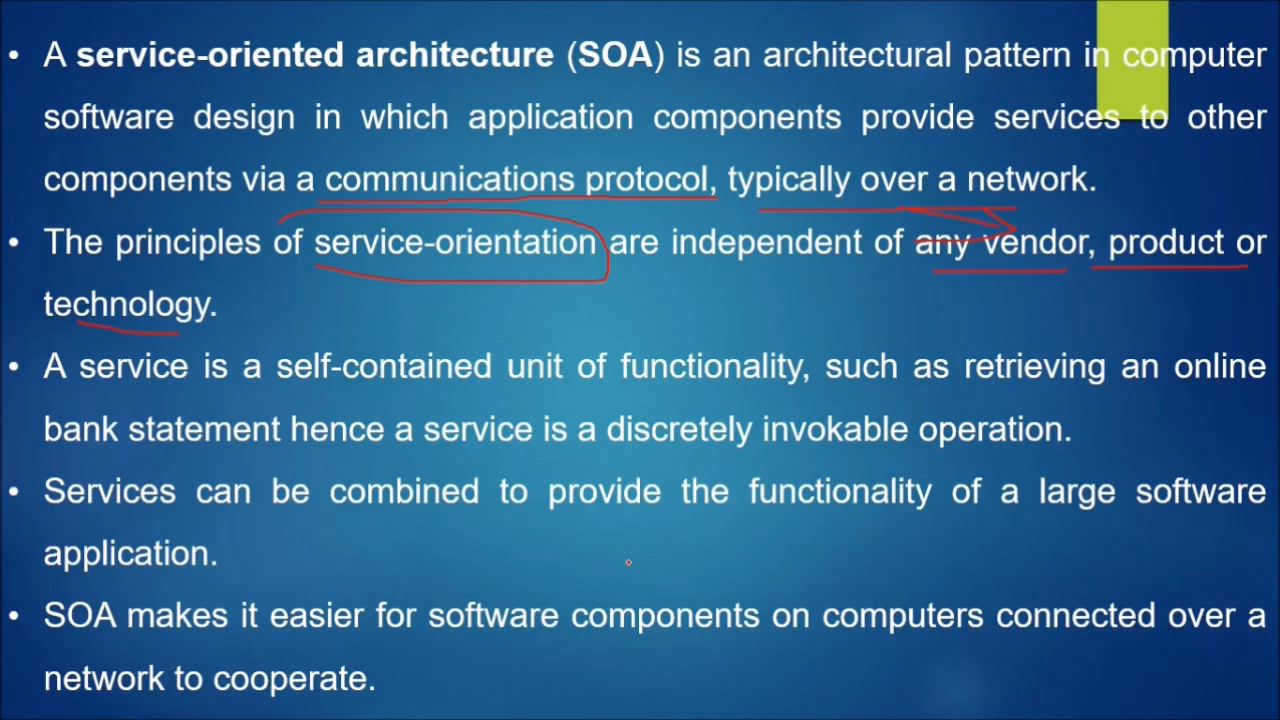 • A service-oriented architecture (SOA) is an architectural pattern in computer
software design in which application components provide services to other
components via a communications protocol, typically over a network.
• The principles of service-orientation are independent of any vendor, product or
technology.
• A service is a self-contained unit of functionality, such as retrieving an online
bank statement hence a service is a discretely invokable operation.
• Services can be combined to provide the functionality of a large software
application.
• SOA makes it easier for software components on computers connected over a
network to cooperate.